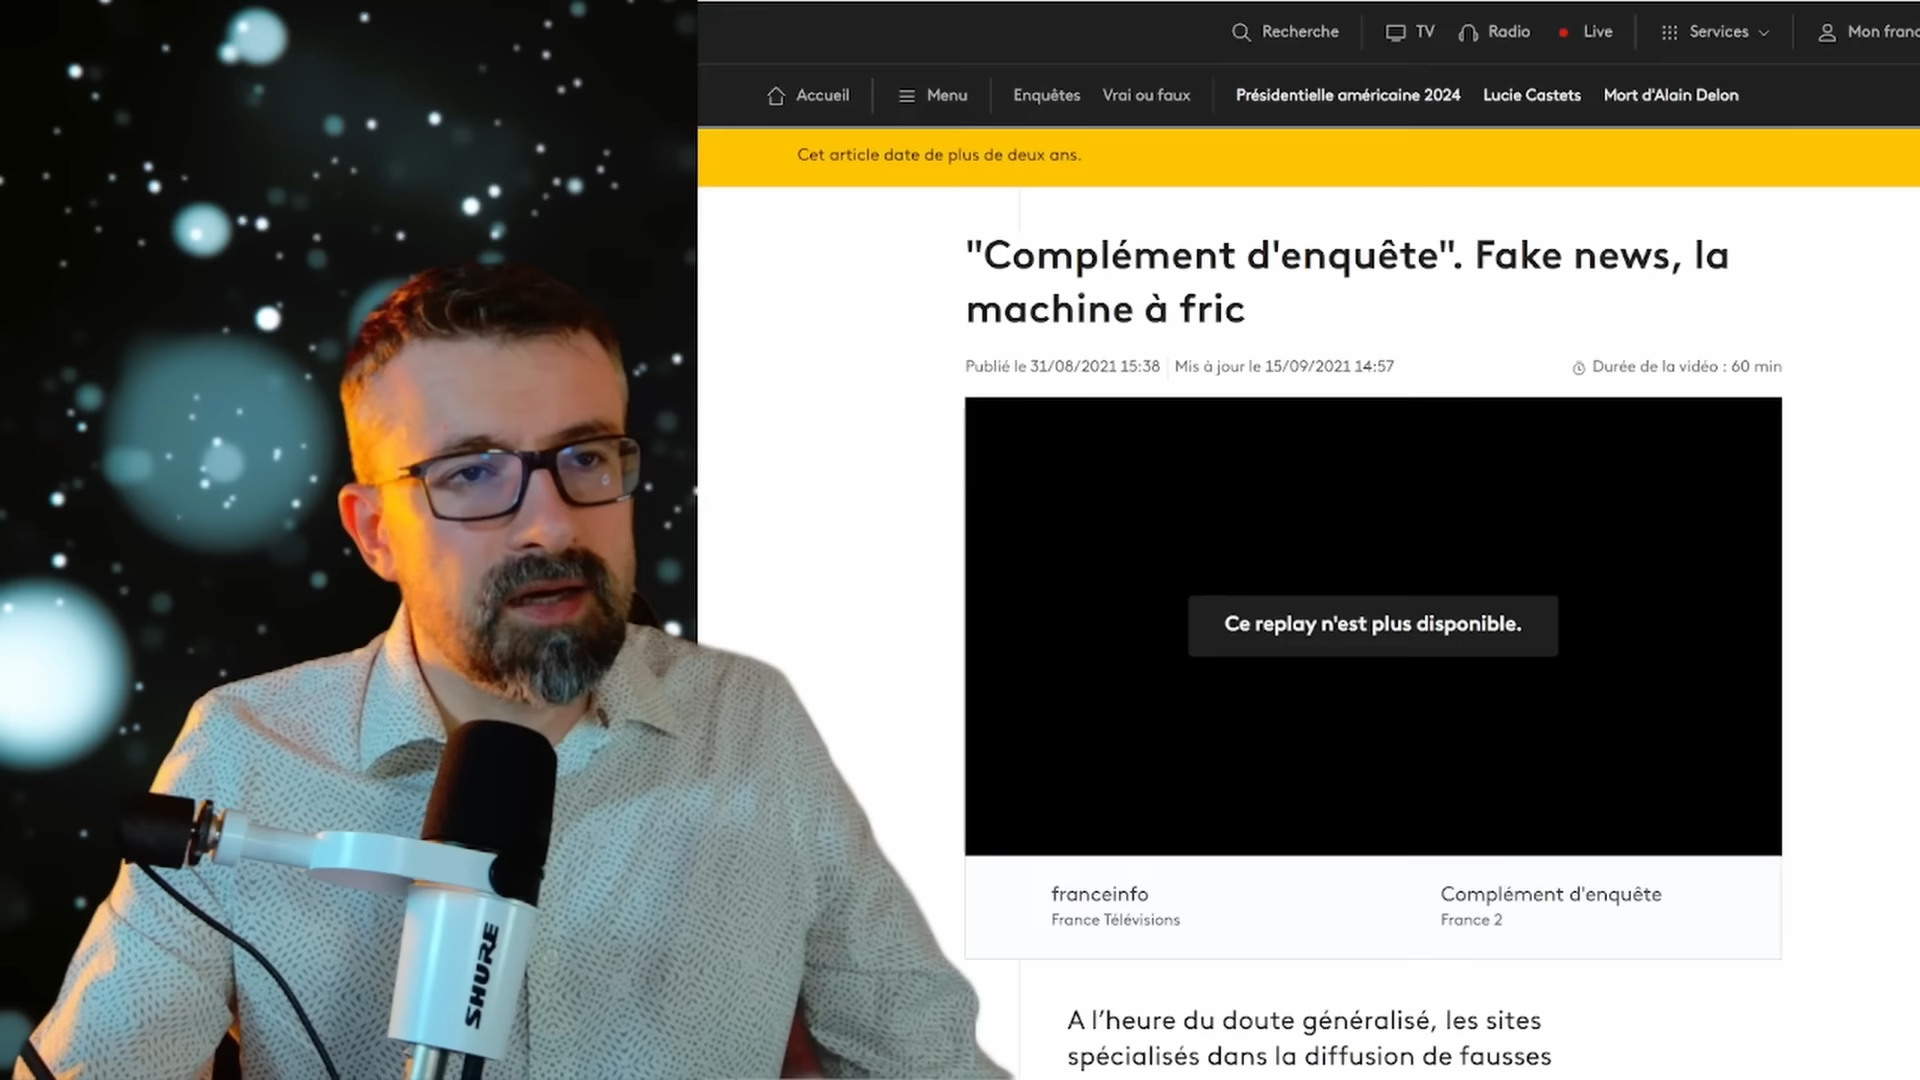 Recherche
TV
Radio
Live
Services
Mon franc
Accueil
Menu
Enquêtes
Vrai ou faux
Présidentielle américaine 2024
Lucie Castets
Mort d'Alain Delon
Cet article date de plus de deux ans.
"Complément d'enquête". Fake news, la
machine à fric
Publié le 31/08/2021 15:38
Mis à jour le 15/09/2021 14:57
Durée de la vidéo : 60 min
Ce replay n'est plus disponible.
franceinfo
France Télévisions
Complément d'enquête
France 2
A l’heure du doute généralisé, les sites
spécialisés dans la diffusion de fausses
SHURE